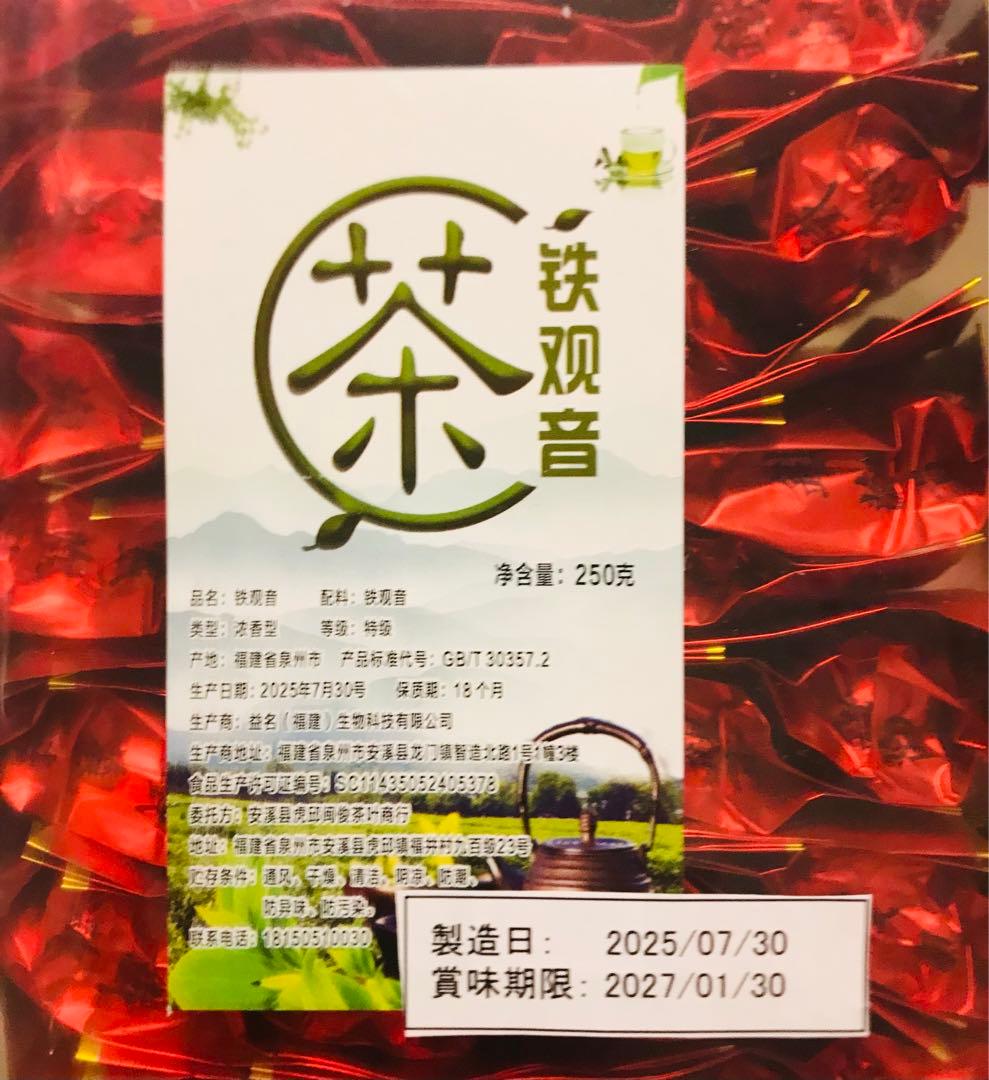 茶
铁观音
净含量：250克
品名：铁观音 配料：铁观音
类型：浓香型 等级：特级
产地：福建省泉州市 产品标准代号：GB/T 30357.2
生产日期：2025年7月30号 保质期：18个月
生产商：益名（福建）生物科技有限公司
生产商地址：福建省泉州市安溪县龙门镇智造北路1号1幢3楼
食品生产许可证编号：SC11435052405378
委托方：安溪县虎邱闽俊茶叶商行
地址：福建省泉州市安溪县虎邱镇福井村九百级23号
贮存条件：通风、干燥、清洁、阴凉、防潮、
防异味、防污染。
联系电话：18150510030
製造日： 2025/07/30
賞味期限：2027/01/30